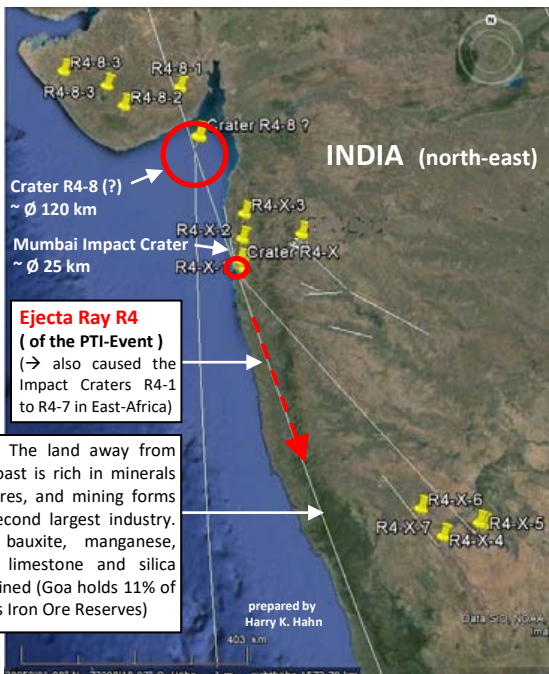 N
R4-8-3
R4-8-1
R4-8-3
R4-8-2
Crater R4-8 ?
INDIA (north-east)
Crater R4-8 (?)
~ Ø 120 km
R4-X-3
R4-X-2
Mumbai Impact Crater
Crater R4-X
~ Ø 25 km
R4-X-
Ejecta Ray R4
( of the PTI-Event )
(→ also caused the
Impact Craters R4-1
to R4-7 in East-Africa)
The land away from
oast is rich in minerals
res, and mining forms
econd largest industry.
bauxite, manganese,
limestone and silica
ined (Goa holds 11% of
s Iron Ore Reserves)
R4-X-6
R4-X-7
R4-X-5
R4-X-4
prepared by
Harry K. Hahn
Data SIO, NOAA,
Ima
403 km